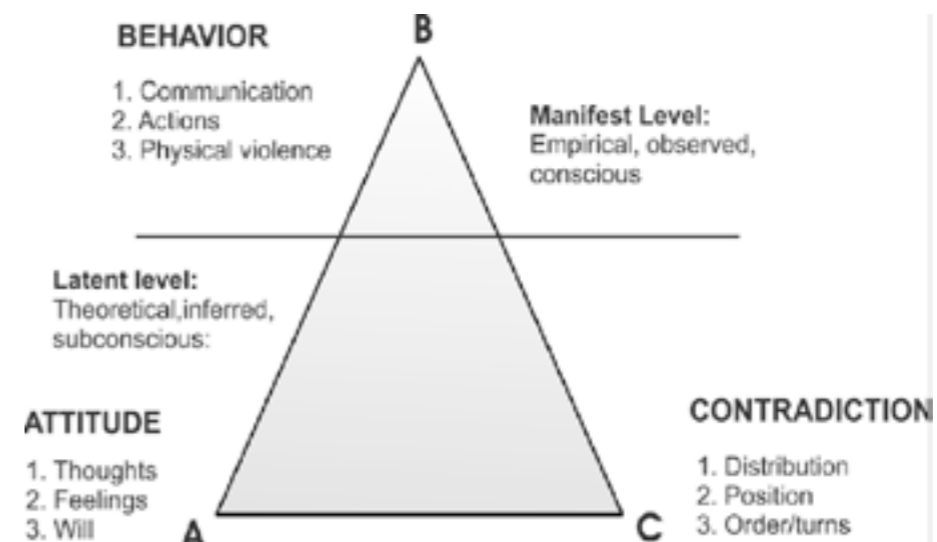 BEHAVIOR
B
1. Communication
2. Actions
3. Physical violence
Manifest Level:
Empirical, observed,
conscious
Latent level:
Theoretical,inferred,
subconscious:
ATTITUDE
1. Thoughts
2. Feelings
3. Will
A
CONTRADICTION
1. Distribution
2. Position
3. Order/turns
C